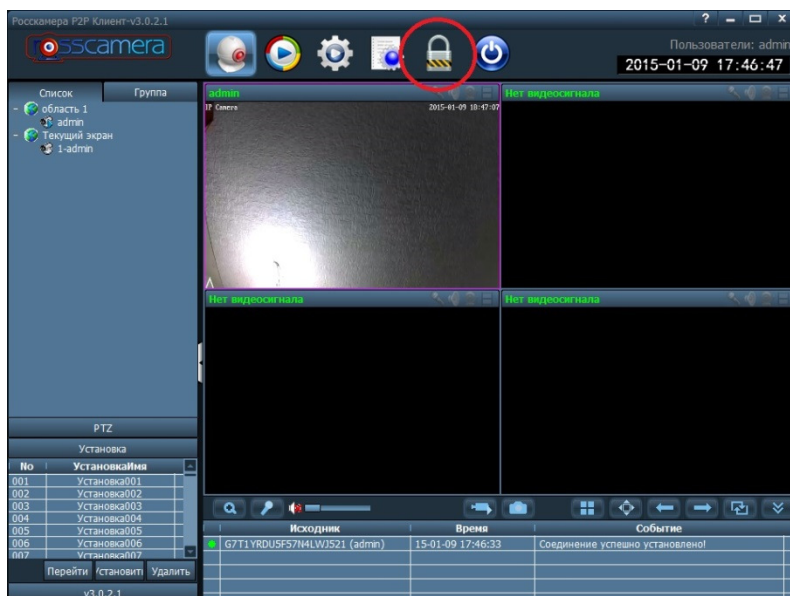 Росскамера P2P Клиент-v3.0.2.1
rosscamera
Пользователи: admin
2015-01-09 17:46:47
Список Группа
область 1
admin
Текущий экран
1-admin
admin
IP Camera 2015-01-09 18:47:07
Нет видеосигнала
Нет видеосигнала
Нет видеосигнала
PTZ
Установка
No УстановкаИмя
001 Установка001
002 Установка002
003 Установка003
004 Установка004
005 Установка005
006 Установка006
007 Установка007
Перейти становит Удалить
v3.0.2.1
Исходник Время Событие
G7T1YRDU5F57N4LWJ521 (admin) 15-01-09 17:46:33 Соединение успешно установлено!